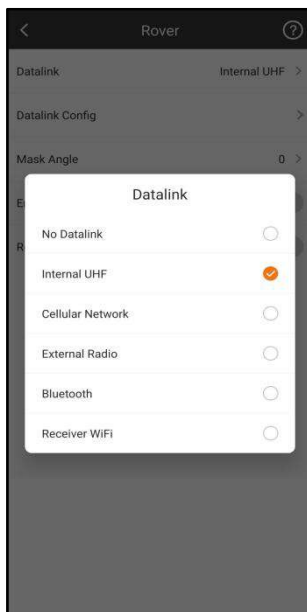 Rover
Datalink Internal UHF
Datalink Config
Mask Angle 0
Datalink
No Datalink
Internal UHF
Cellular Network
External Radio
Bluetooth
Receiver WiFi